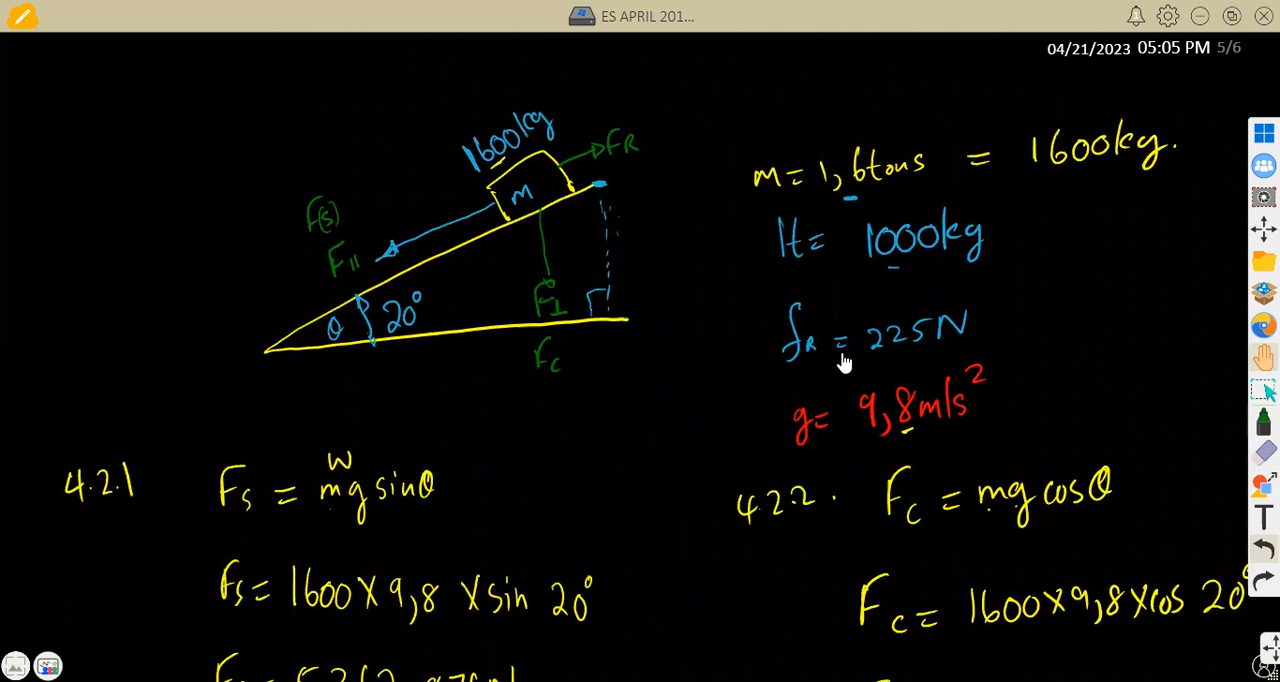 ES APRIL 201...
04/21/2023 05:05 PM 5/6
1600kg
FR
m
F(s)
F||
θ 20°
F⊥
Fc
m = 1,6tons = 1600kg.
1t = 1000kg
fR = 225N
g = 9,8m/s²
4.2.1 Fs = mg sinθ
W
Fs = 1600 × 9,8 × sin 20°
4.2.2. Fc = mg cosθ
Fc = 1600×9,8×cos 20°
T